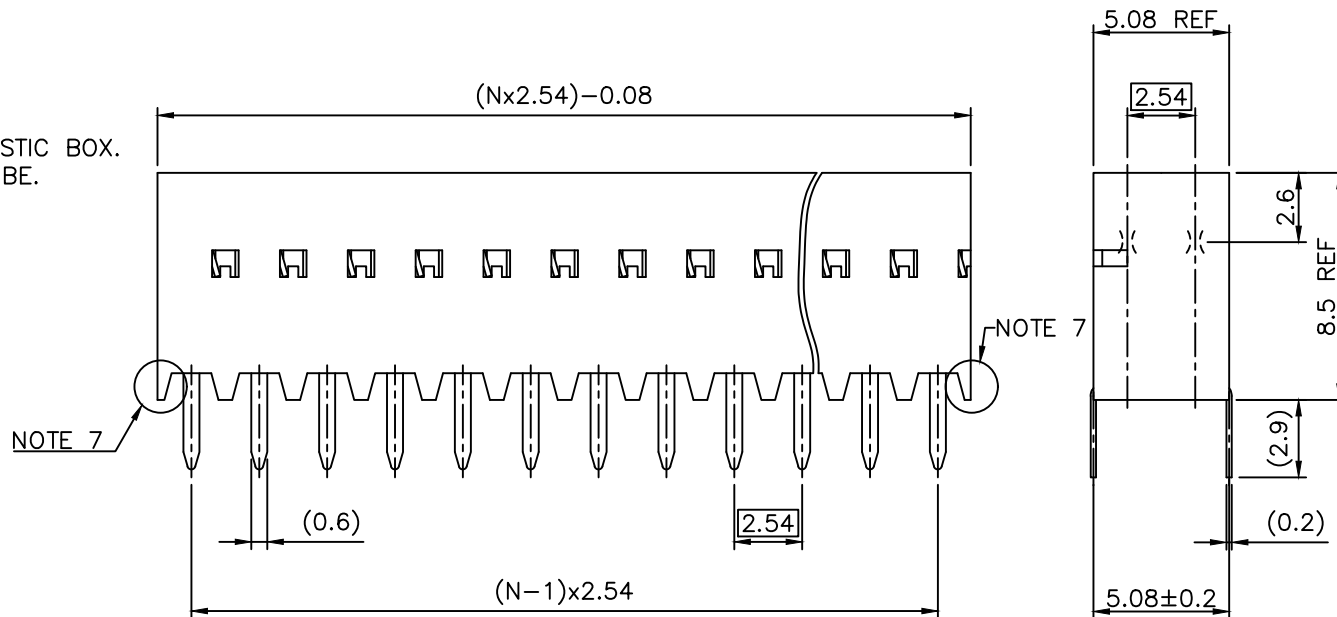 5.08 REF
(Nx2.54)-0.08
2.54
STIC BOX.
BE.
2.6
8.5 REF
NOTE 7
NOTE 7
(2.9)
(0.6)
2.54
(0.2)
(N-1)x2.54
5.08±0.2